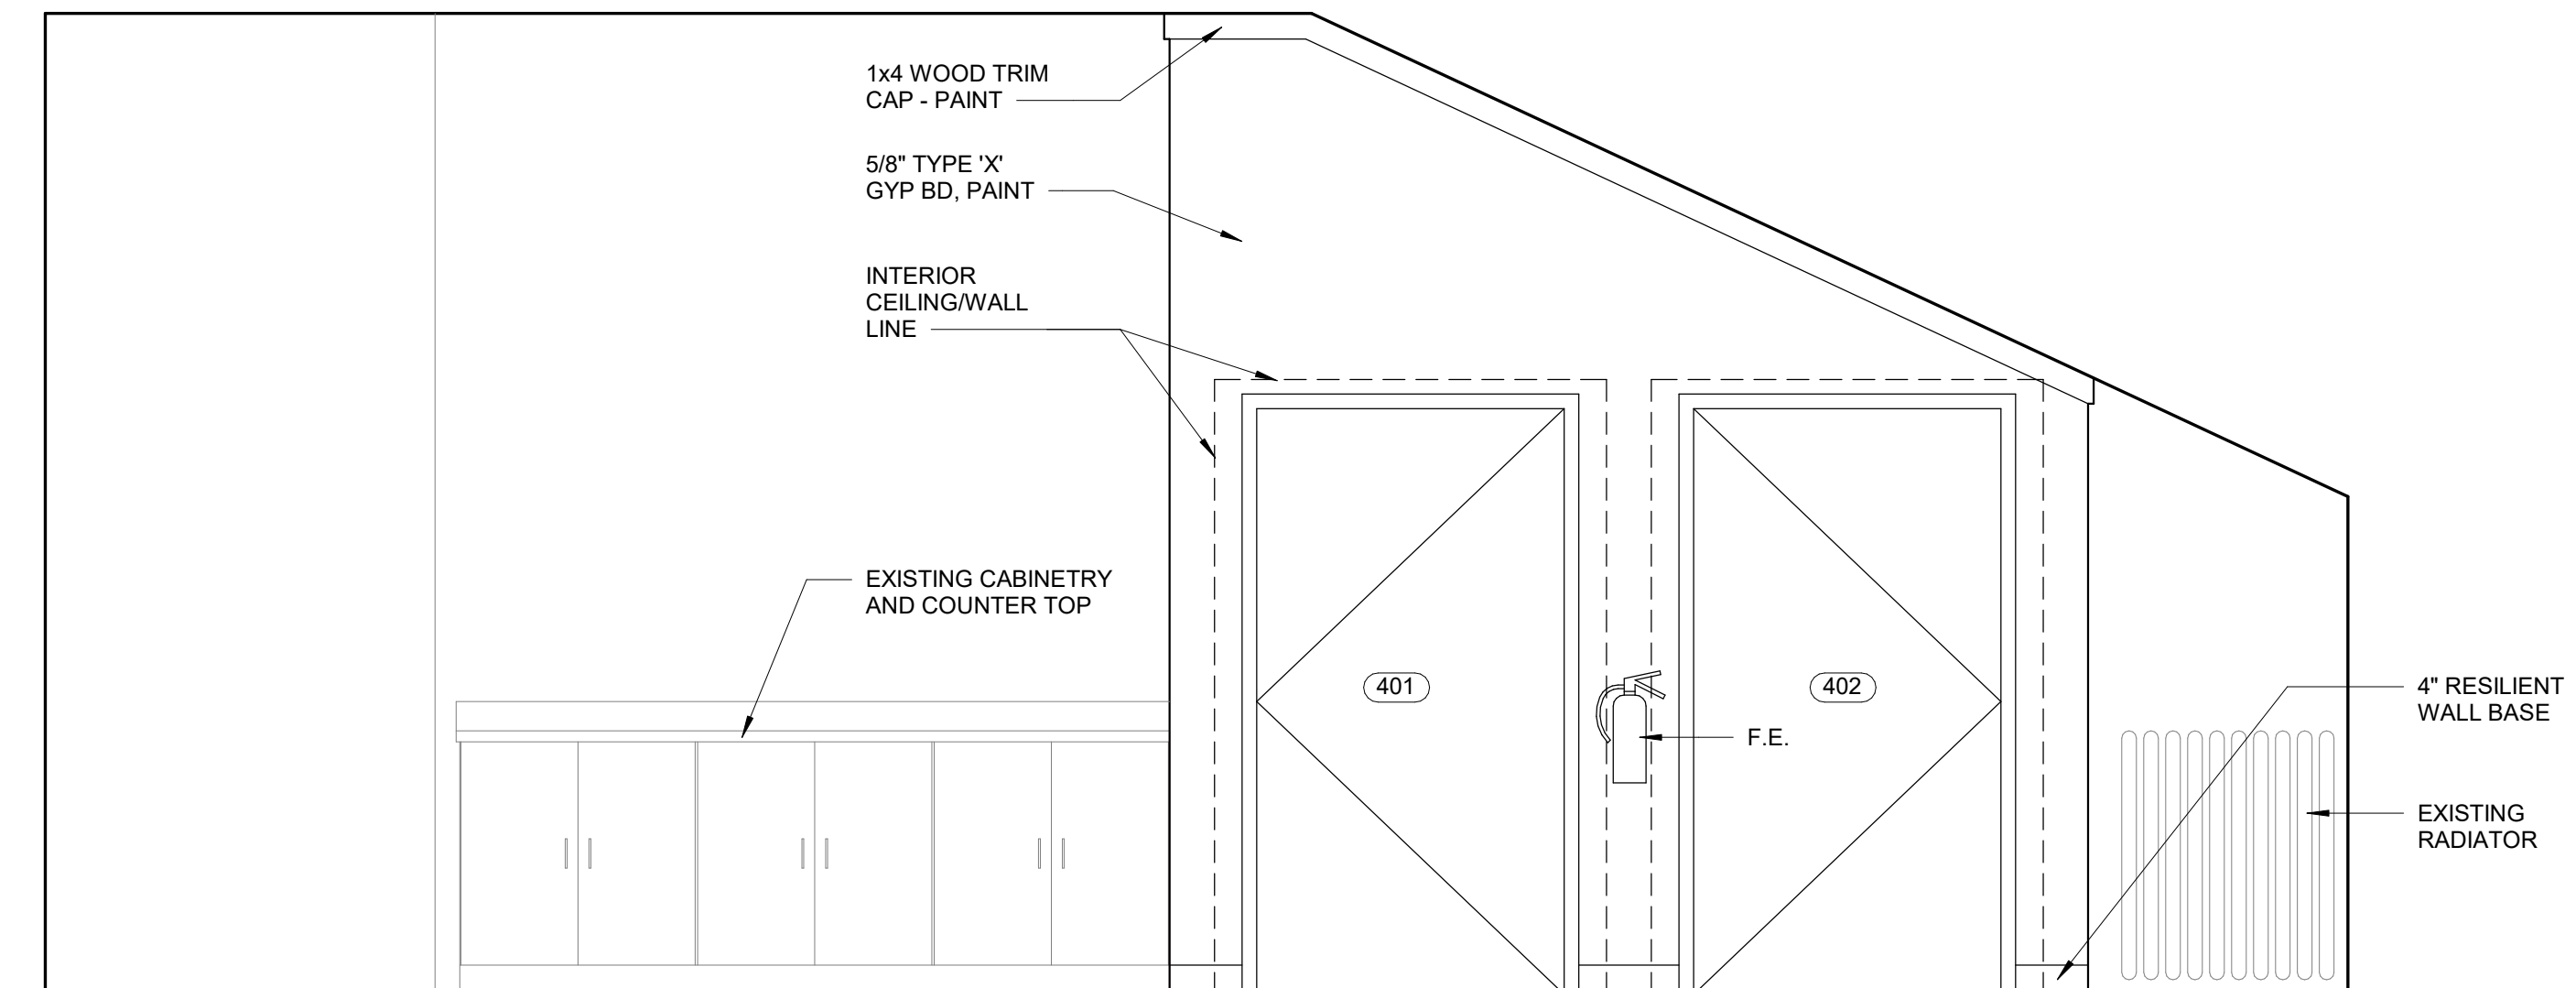 1x4 WOOD TRIM
CAP - PAINT
5/8" TYPE 'X'
GYP BD, PAINT
INTERIOR
CEILING/WALL
LINE
EXISTING CABINETRY
AND COUNTER TOP
401
402
F.E.
4" RESILIENT
WALL BASE
EXISTING
RADIATOR